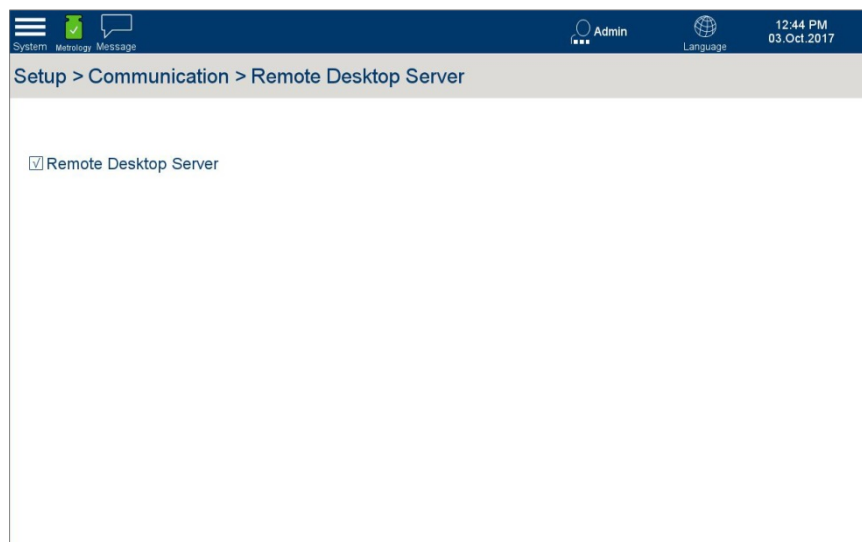 System Metrology Message Admin Language 12:44 PM
03.Oct.2017
Setup > Communication > Remote Desktop Server
Remote Desktop Server